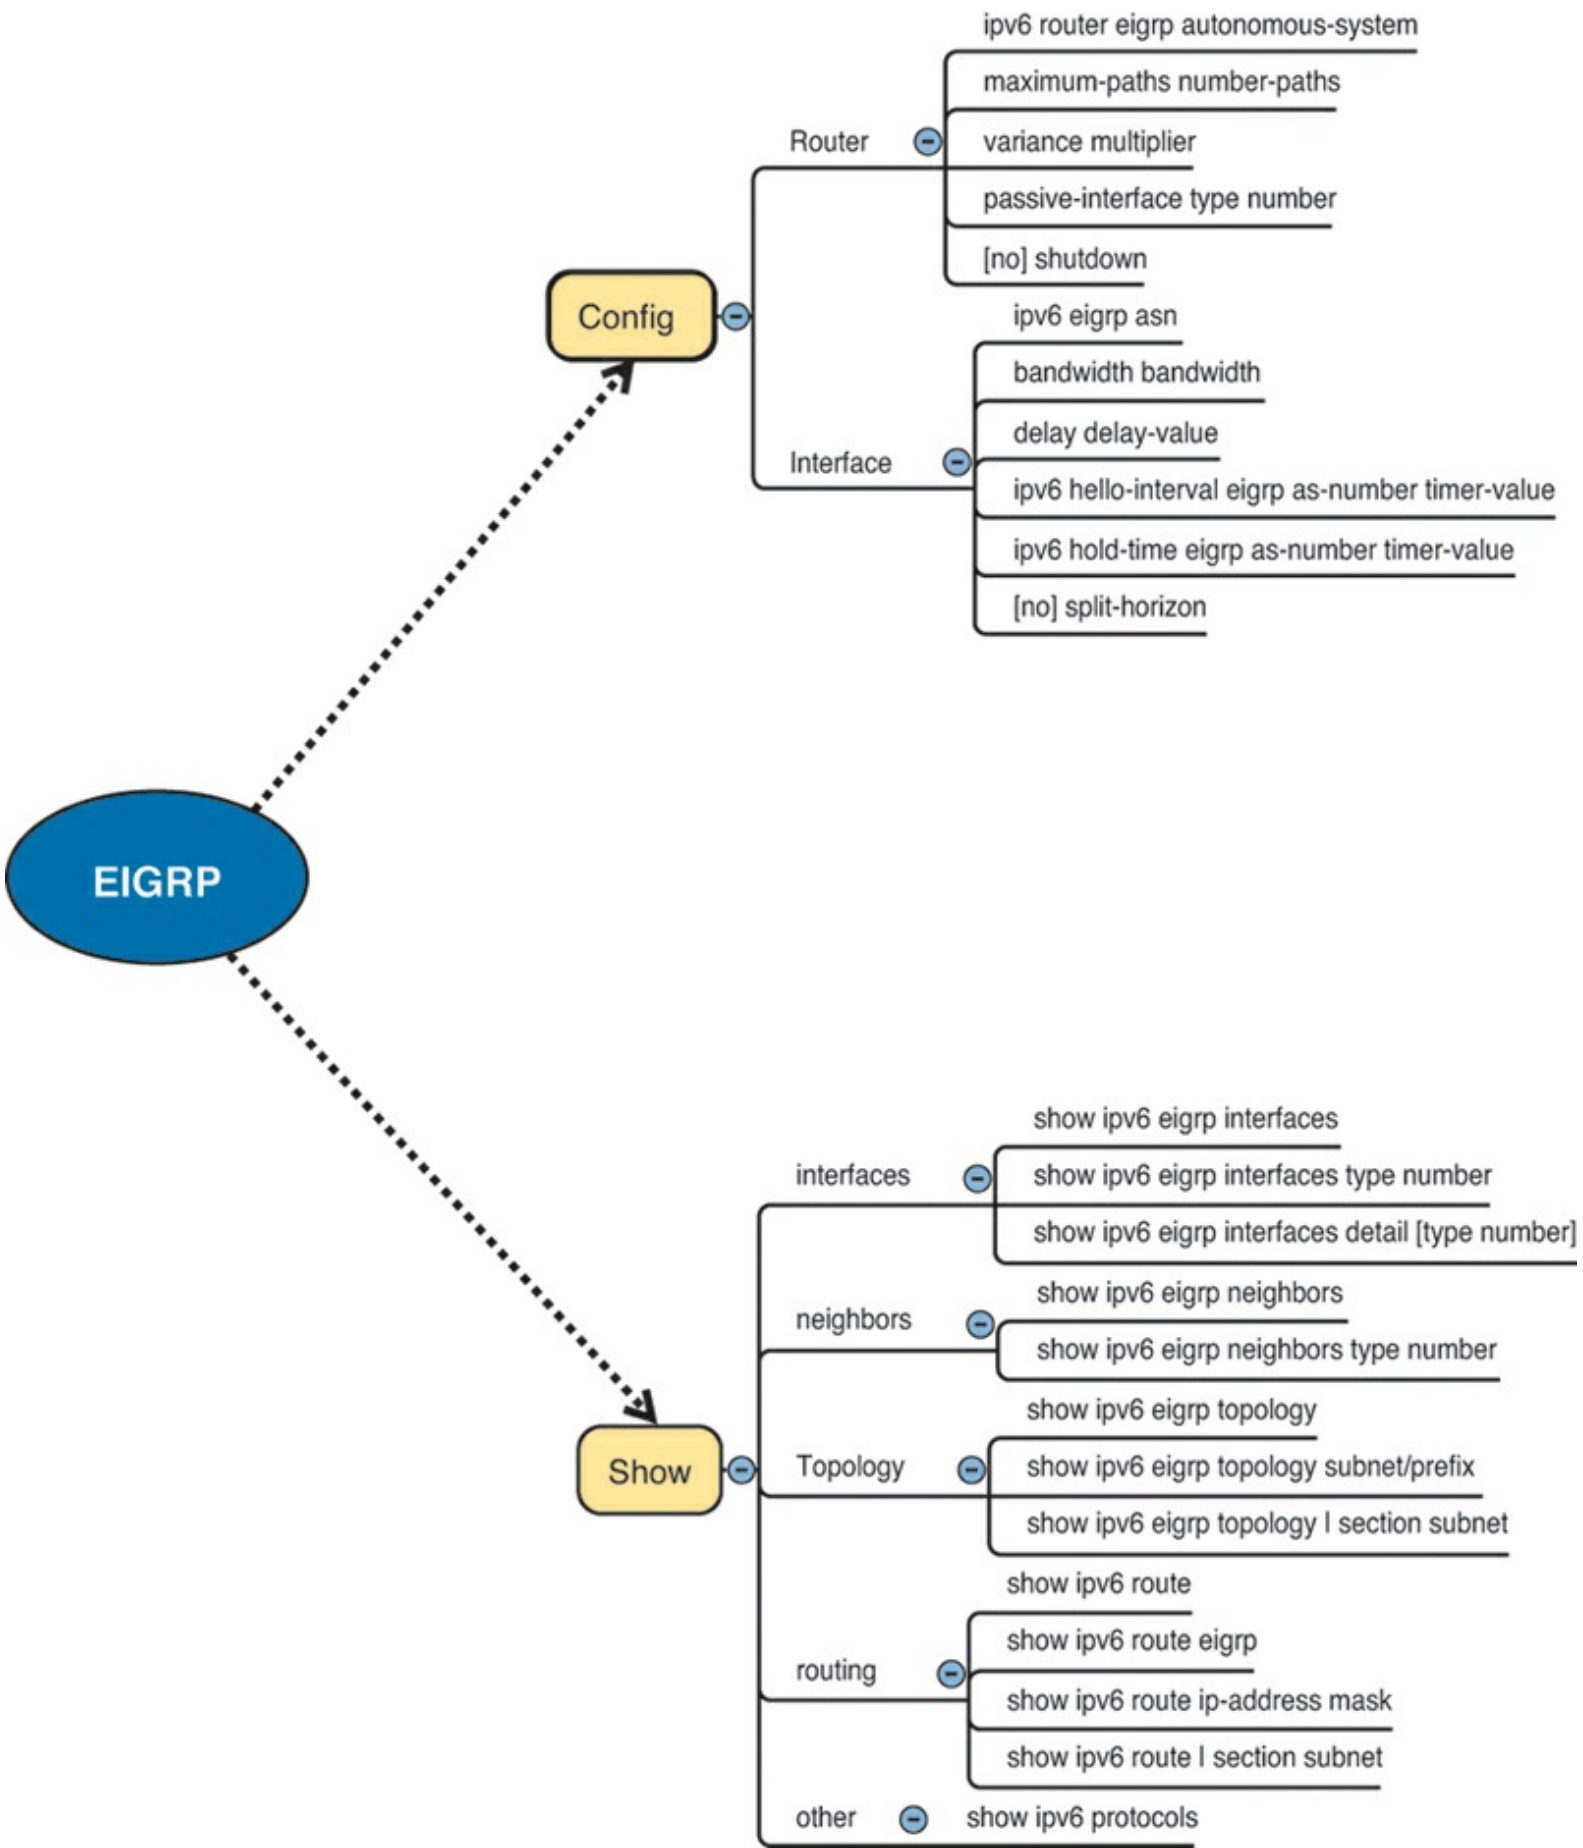 ipv6 router eigrp autonomous-system
maximum-paths number-paths
Router
variance multiplier
passive-interface type number
[no] shutdown
Config
ipv6 eigrp asn
bandwidth bandwidth
delay delay-value
Interface
ipv6 hello-interval eigrp as-number timer-value
ipv6 hold-time eigrp as-number timer-value
[no] split-horizon
EIGRP
show ipv6 eigrp interfaces
interfaces
show ipv6 eigrp interfaces type number
show ipv6 eigrp interfaces detail [type number]
show ipv6 eigrp neighbors
neighbors
show ipv6 eigrp neighbors type number
show ipv6 eigrp topology
Show
Topology
show ipv6 eigrp topology subnet/prefix
show ipv6 eigrp topology | section subnet
show ipv6 route
show ipv6 route eigrp
routing
show ipv6 route ip-address mask
show ipv6 route | section subnet
other
show ipv6 protocols